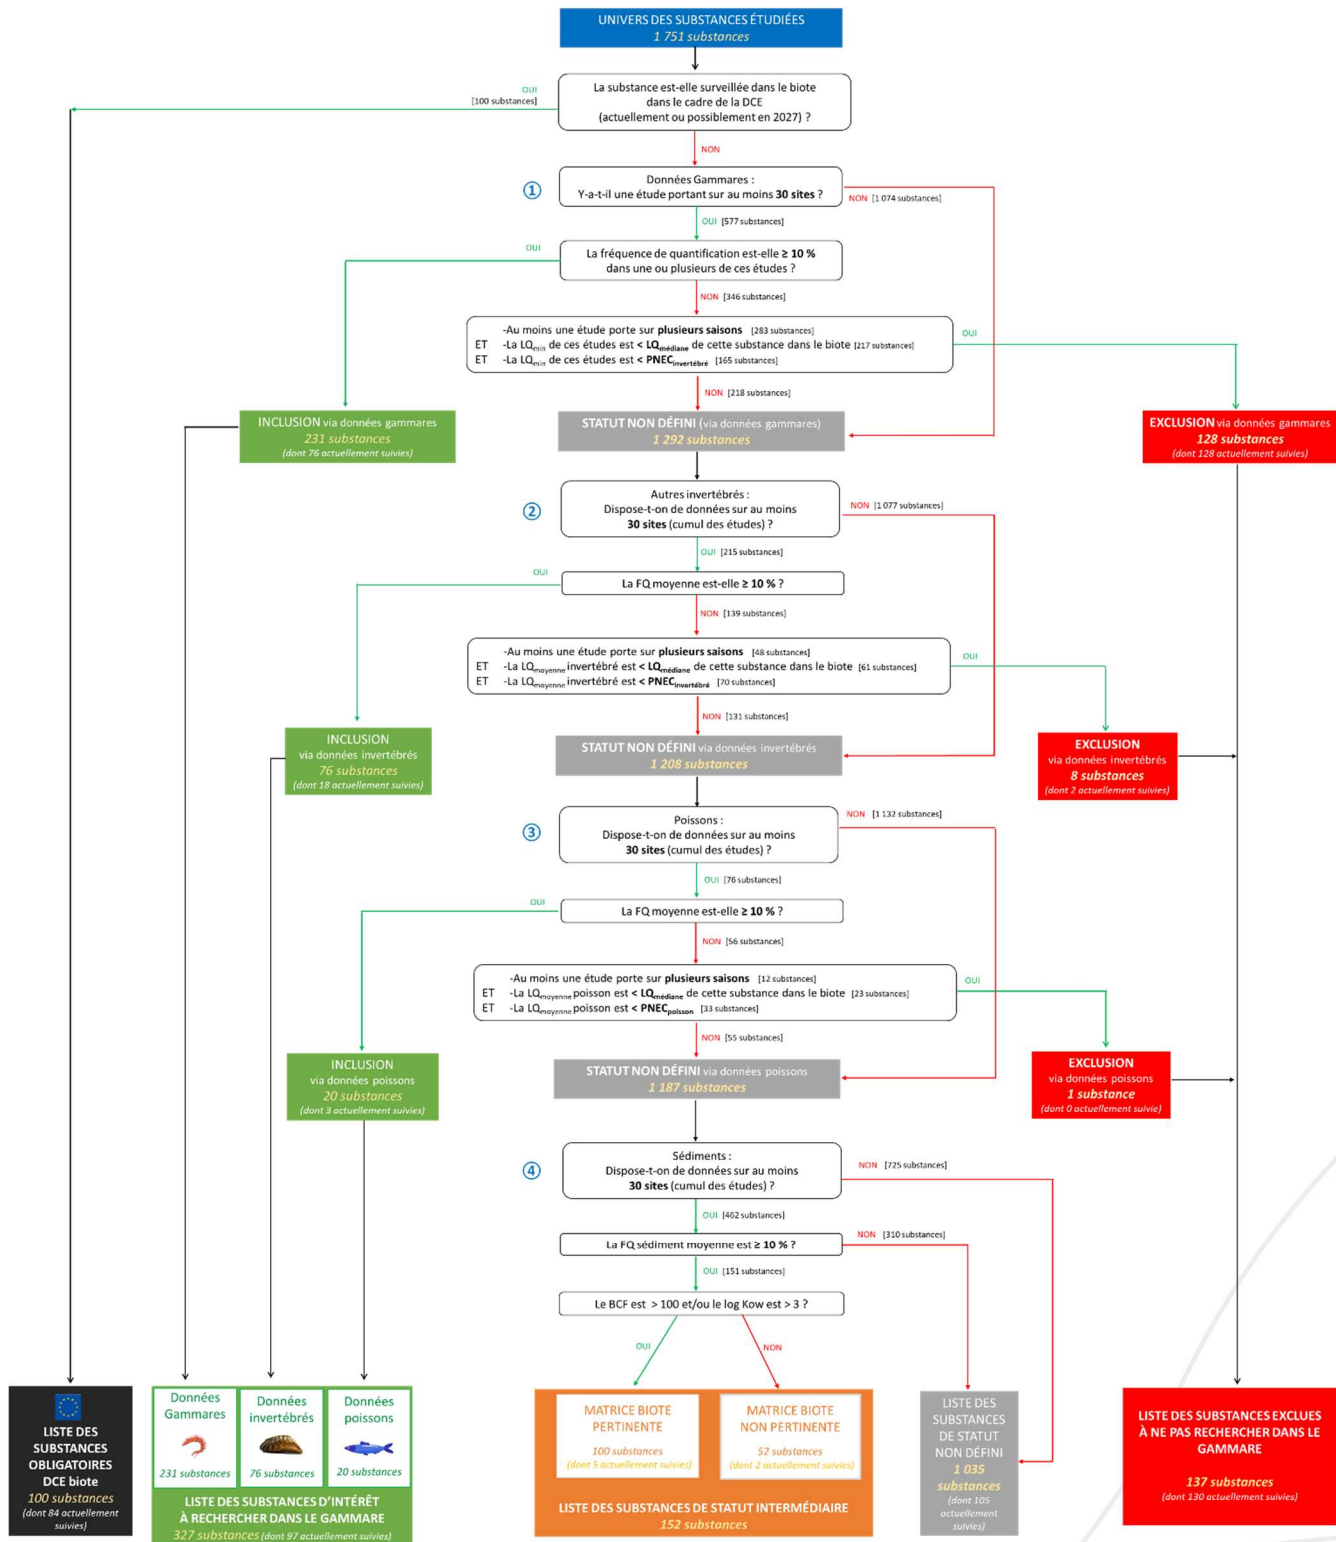 UNIVERS DES SUBSTANCES ÉTUDIÉES
1 751 substances
La substance est-elle surveillée dans le biote
dans le cadre de la DCE
(actuellement ou possiblement en 2027) ?
OUI
[100 substances]
NON
①
Données Gammares :
Y-a-t-il une étude portant sur au moins 30 sites ?
NON [1 074 substances]
OUI [577 substances]
La fréquence de quantification est-elle ≥ 10 %
dans une ou plusieurs de ces études ?
OUI
NON [346 substances]
-Au moins une étude porte sur plusieurs saisons [283 substances]
ET -La LQmin de ces études est < LQmédiane de cette substance dans le biote [217 substances]
ET -La LQmin de ces études est < PNECinvertébré [165 substances]
OUI
NON [218 substances]
INCLUSION via données gammares
231 substances
(dont 76 actuellement suivies)
STATUT NON DÉFINI (via données gammares)
1 292 substances
EXCLUSION via données gammares
128 substances
(dont 128 actuellement suivies)
②
Autres invertébrés :
Dispose-t-on de données sur au moins
30 sites (cumul des études) ?
NON [1 077 substances]
OUI [215 substances]
La FQ moyenne est-elle ≥ 10 % ?
OUI
NON [139 substances]
-Au moins une étude porte sur plusieurs saisons [48 substances]
ET -La LQmoyenne invertébré est < LQmédiane de cette substance dans le biote [61 substances]
ET -La LQmoyenne invertébré est < PNECinvertébré [70 substances]
OUI
NON [131 substances]
INCLUSION
via données invertébrés
76 substances
(dont 18 actuellement suivies)
STATUT NON DÉFINI via données invertébrés
1 208 substances
EXCLUSION
via données invertébrés
8 substances
(dont 2 actuellement suivies)
③
Poissons :
Dispose-t-on de données sur au moins
30 sites (cumul des études) ?
NON [1 132 substances]
OUI [76 substances]
La FQ moyenne est-elle ≥ 10 % ?
OUI
NON [56 substances]
-Au moins une étude porte sur plusieurs saisons [12 substances]
ET -La LQmoyenne poisson est < LQmédiane de cette substance dans le biote [23 substances]
ET -La LQmoyenne poisson est < PNECpoisson [33 substances]
OUI
NON [55 substances]
INCLUSION
via données poissons
20 substances
(dont 3 actuellement suivies)
STATUT NON DÉFINI via données poissons
1 187 substances
EXCLUSION
via données poissons
1 substance
(dont 0 actuellement suivie)
④
Sédiments :
Dispose-t-on de données sur au moins
30 sites (cumul des études) ?
NON [725 substances]
OUI [462 substances]
La FQ sédiment moyenne est ≥ 10 % ?
NON [310 substances]
OUI [151 substances]
Le BCF est > 100 et/ou le log Kow est > 3 ?
OUI
NON
LISTE DES
SUBSTANCES
OBLIGATOIRES
DCE biote
100 substances
(dont 84 actuellement
suivies)
Données
Gammares
231 substances
Données
invertébrés
76 substances
Données
poissons
20 substances
LISTE DES SUBSTANCES D'INTÉRÊT
À RECHERCHER DANS LE GAMMARE
327 substances (dont 97 actuellement suivies)
MATRICE BIOTE
PERTINENTE
100 substances
(dont 5 actuellement suivies)
MATRICE BIOTE
NON PERTINENTE
52 substances
(dont 2 actuellement suivies)
LISTE DES SUBSTANCES DE STATUT INTERMÉDIAIRE
152 substances
LISTE DES
SUBSTANCES
DE STATUT
NON DÉFINI
1 035
substances
(dont 105
actuellement
suivies)
LISTE DES SUBSTANCES EXCLUES
À NE PAS RECHERCHER DANS LE
GAMMARE
137 substances
(dont 130 actuellement suivies)